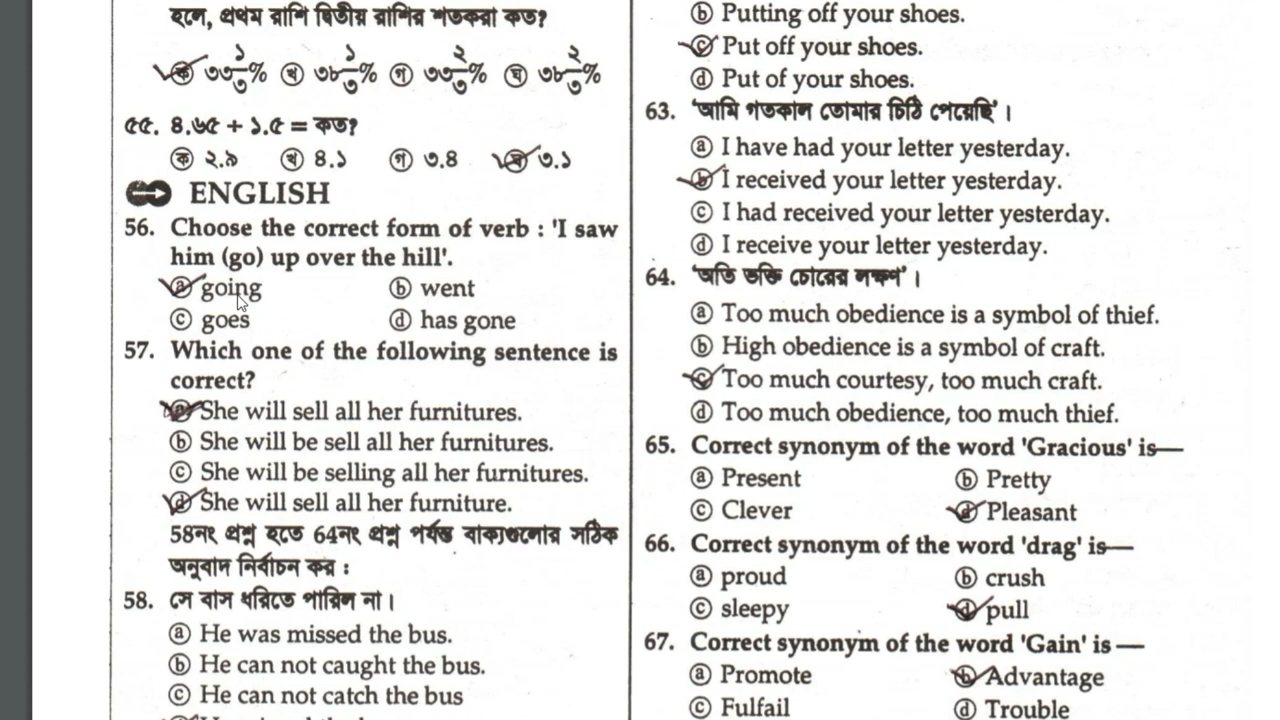 হলে, প্রথম রাশি দ্বিতীয় রাশির শতকরা কত?
ক ৩৩১/৩% খ ৩৮১/৩% গ ৩৩২/৩% ঘ ৩৮২/৩%
৫৫. ৪.৬৫ + ১.৫ = কত?
ক ২.৯ খ ৪.১ গ ৩.৪ ঘ ৩.১
ENGLISH
56. Choose the correct form of verb : 'I saw
him (go) up over the hill'.
a going b went
c goes d has gone
57. Which one of the following sentence is
correct?
a She will sell all her furnitures.
b She will be sell all her furnitures.
c She will be selling all her furnitures.
d She will sell all her furniture.
58নং প্রশ্ন হতে 64নং প্রশ্ন পর্যন্ত বাক্যগুলোর সঠিক
অনুবাদ নির্বাচন কর :
58. সে বাস ধরিতে পারিল না।
a He was missed the bus.
b He can not caught the bus.
c He can not catch the bus
b Putting off your shoes.
c Put off your shoes.
d Put of your shoes.
63. 'আমি গতকাল তোমার চিঠি পেয়েছি'।
a I have had your letter yesterday.
b I received your letter yesterday.
c I had received your letter yesterday.
d I receive your letter yesterday.
64. 'অতি ভক্তি চোরের লক্ষণ'।
a Too much obedience is a symbol of thief.
b High obedience is a symbol of craft.
c Too much courtesy, too much craft.
d Too much obedience, too much thief.
65. Correct synonym of the word 'Gracious' is—
a Present b Pretty
c Clever d Pleasant
66. Correct synonym of the word 'drag' is—
a proud b crush
c sleepy d pull
67. Correct synonym of the word 'Gain' is —
a Promote b Advantage
c Fulfail d Trouble